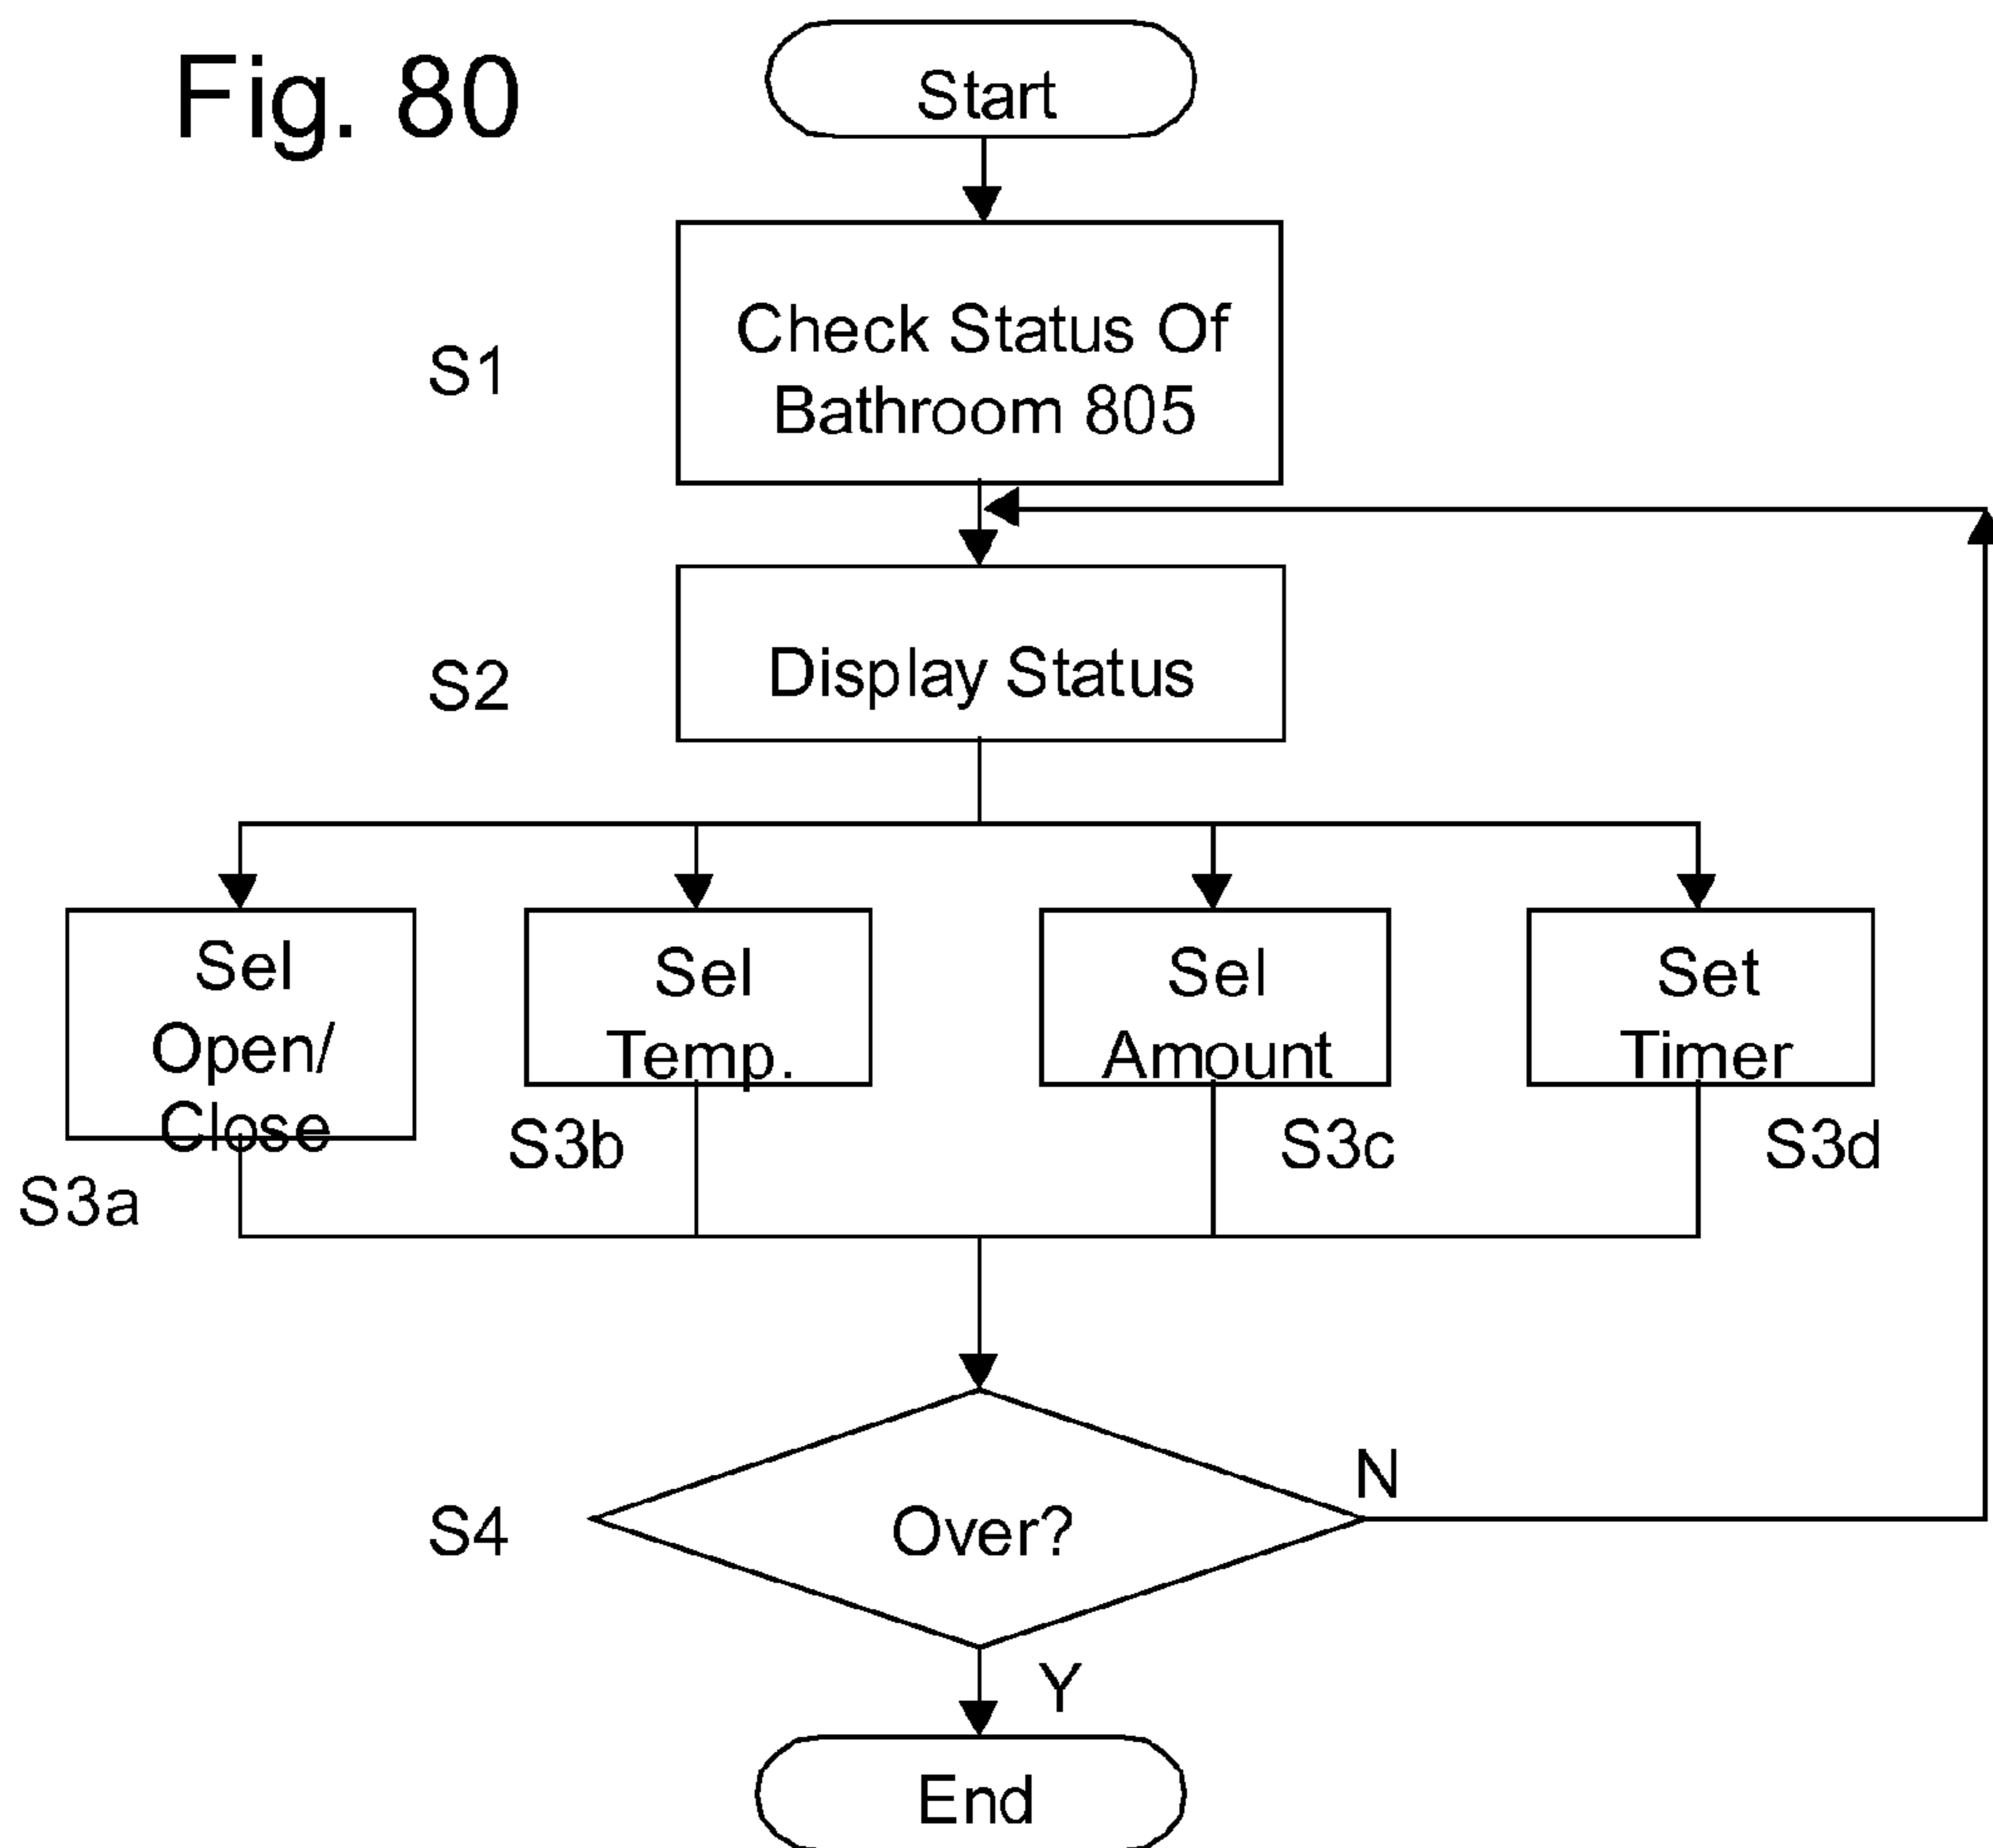 Fig. 80
Start
S1
Check Status Of
Bathroom 805
S2
Display Status
Sel
Open/
Close
S3a
Sel
Temp.
S3b
Sel
Amount
S3c
Set
Timer
S3d
S4
Over?
N
Y
End